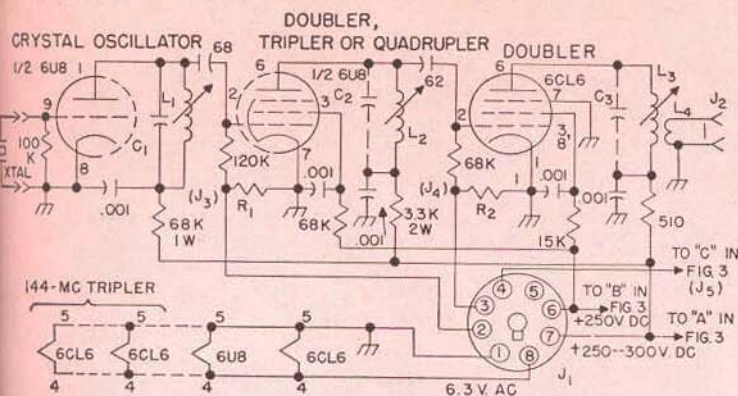 DOUBLER,
CRYSTAL OSCILLATOR
68
TRIPLER OR QUADRUPLER
DOUBLER
1/2 6U8
1
6
1/2 6U8
62
6
6CL6
9
L1
2
3
C2
2
7
C3
L3
L4
J2
100
K
C1
L2
3,
8
XTAL
8
120K
7
68K
1
1
.001
(J3)
R1
.001
(J4)
R2
.001
.001
68K
1W
68K
.001
3.3K
2W
15K
510
TO "C" IN
FIG. 3
(J5)
144-MC TRIPLER
4
5
3
6
TO "B" IN
FIG. 3
+250V DC
5
5
5
5
2
7
TO "A" IN
FIG. 3
6CL6
6CL6
6U8
6CL6
1
8
+250--300V. DC
4
4
4
4
6.3 V. AC
J1